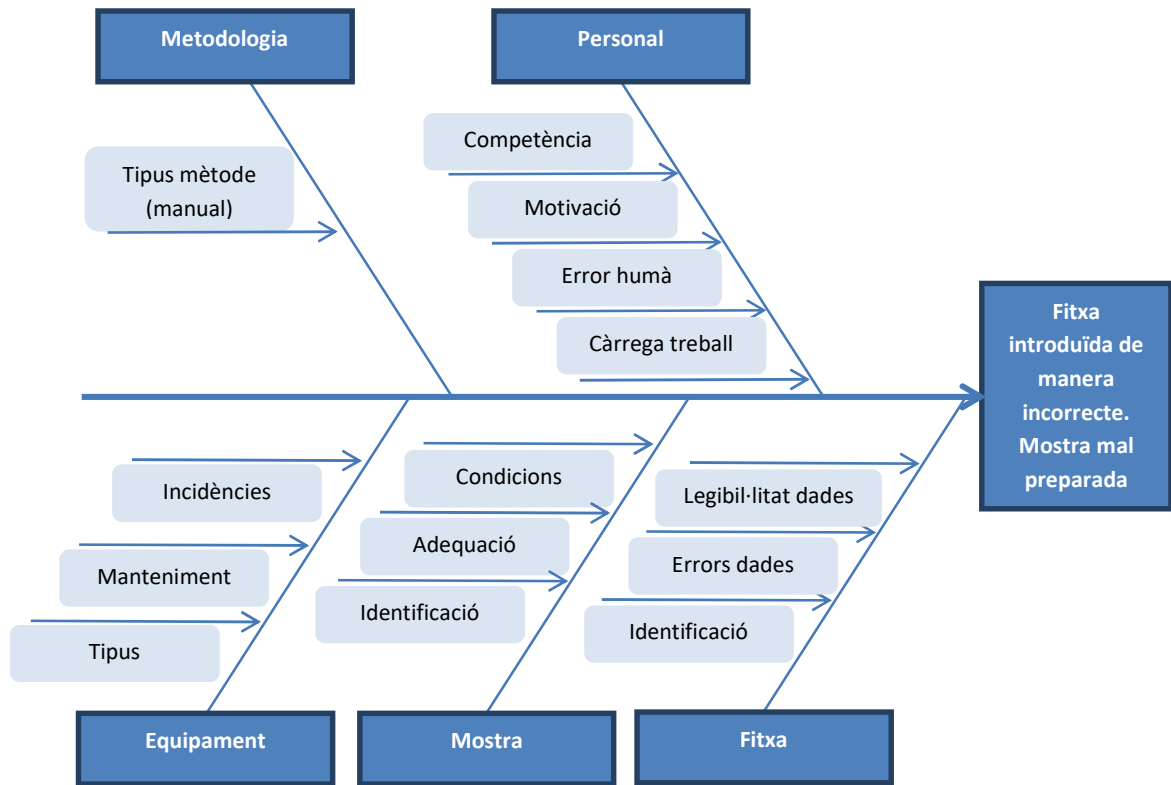 Metodologia
Personal
Tipus mètode
(manual)
Competència
Motivació
Error humà
Càrrega treball
Fitxa
introduïda de
manera
incorrecte.
Mostra mal
preparada
Incidències
Manteniment
Tipus
Condicions
Adequació
Identificació
Legibil·litat dades
Errors dades
Identificació
Equipament
Mostra
Fitxa